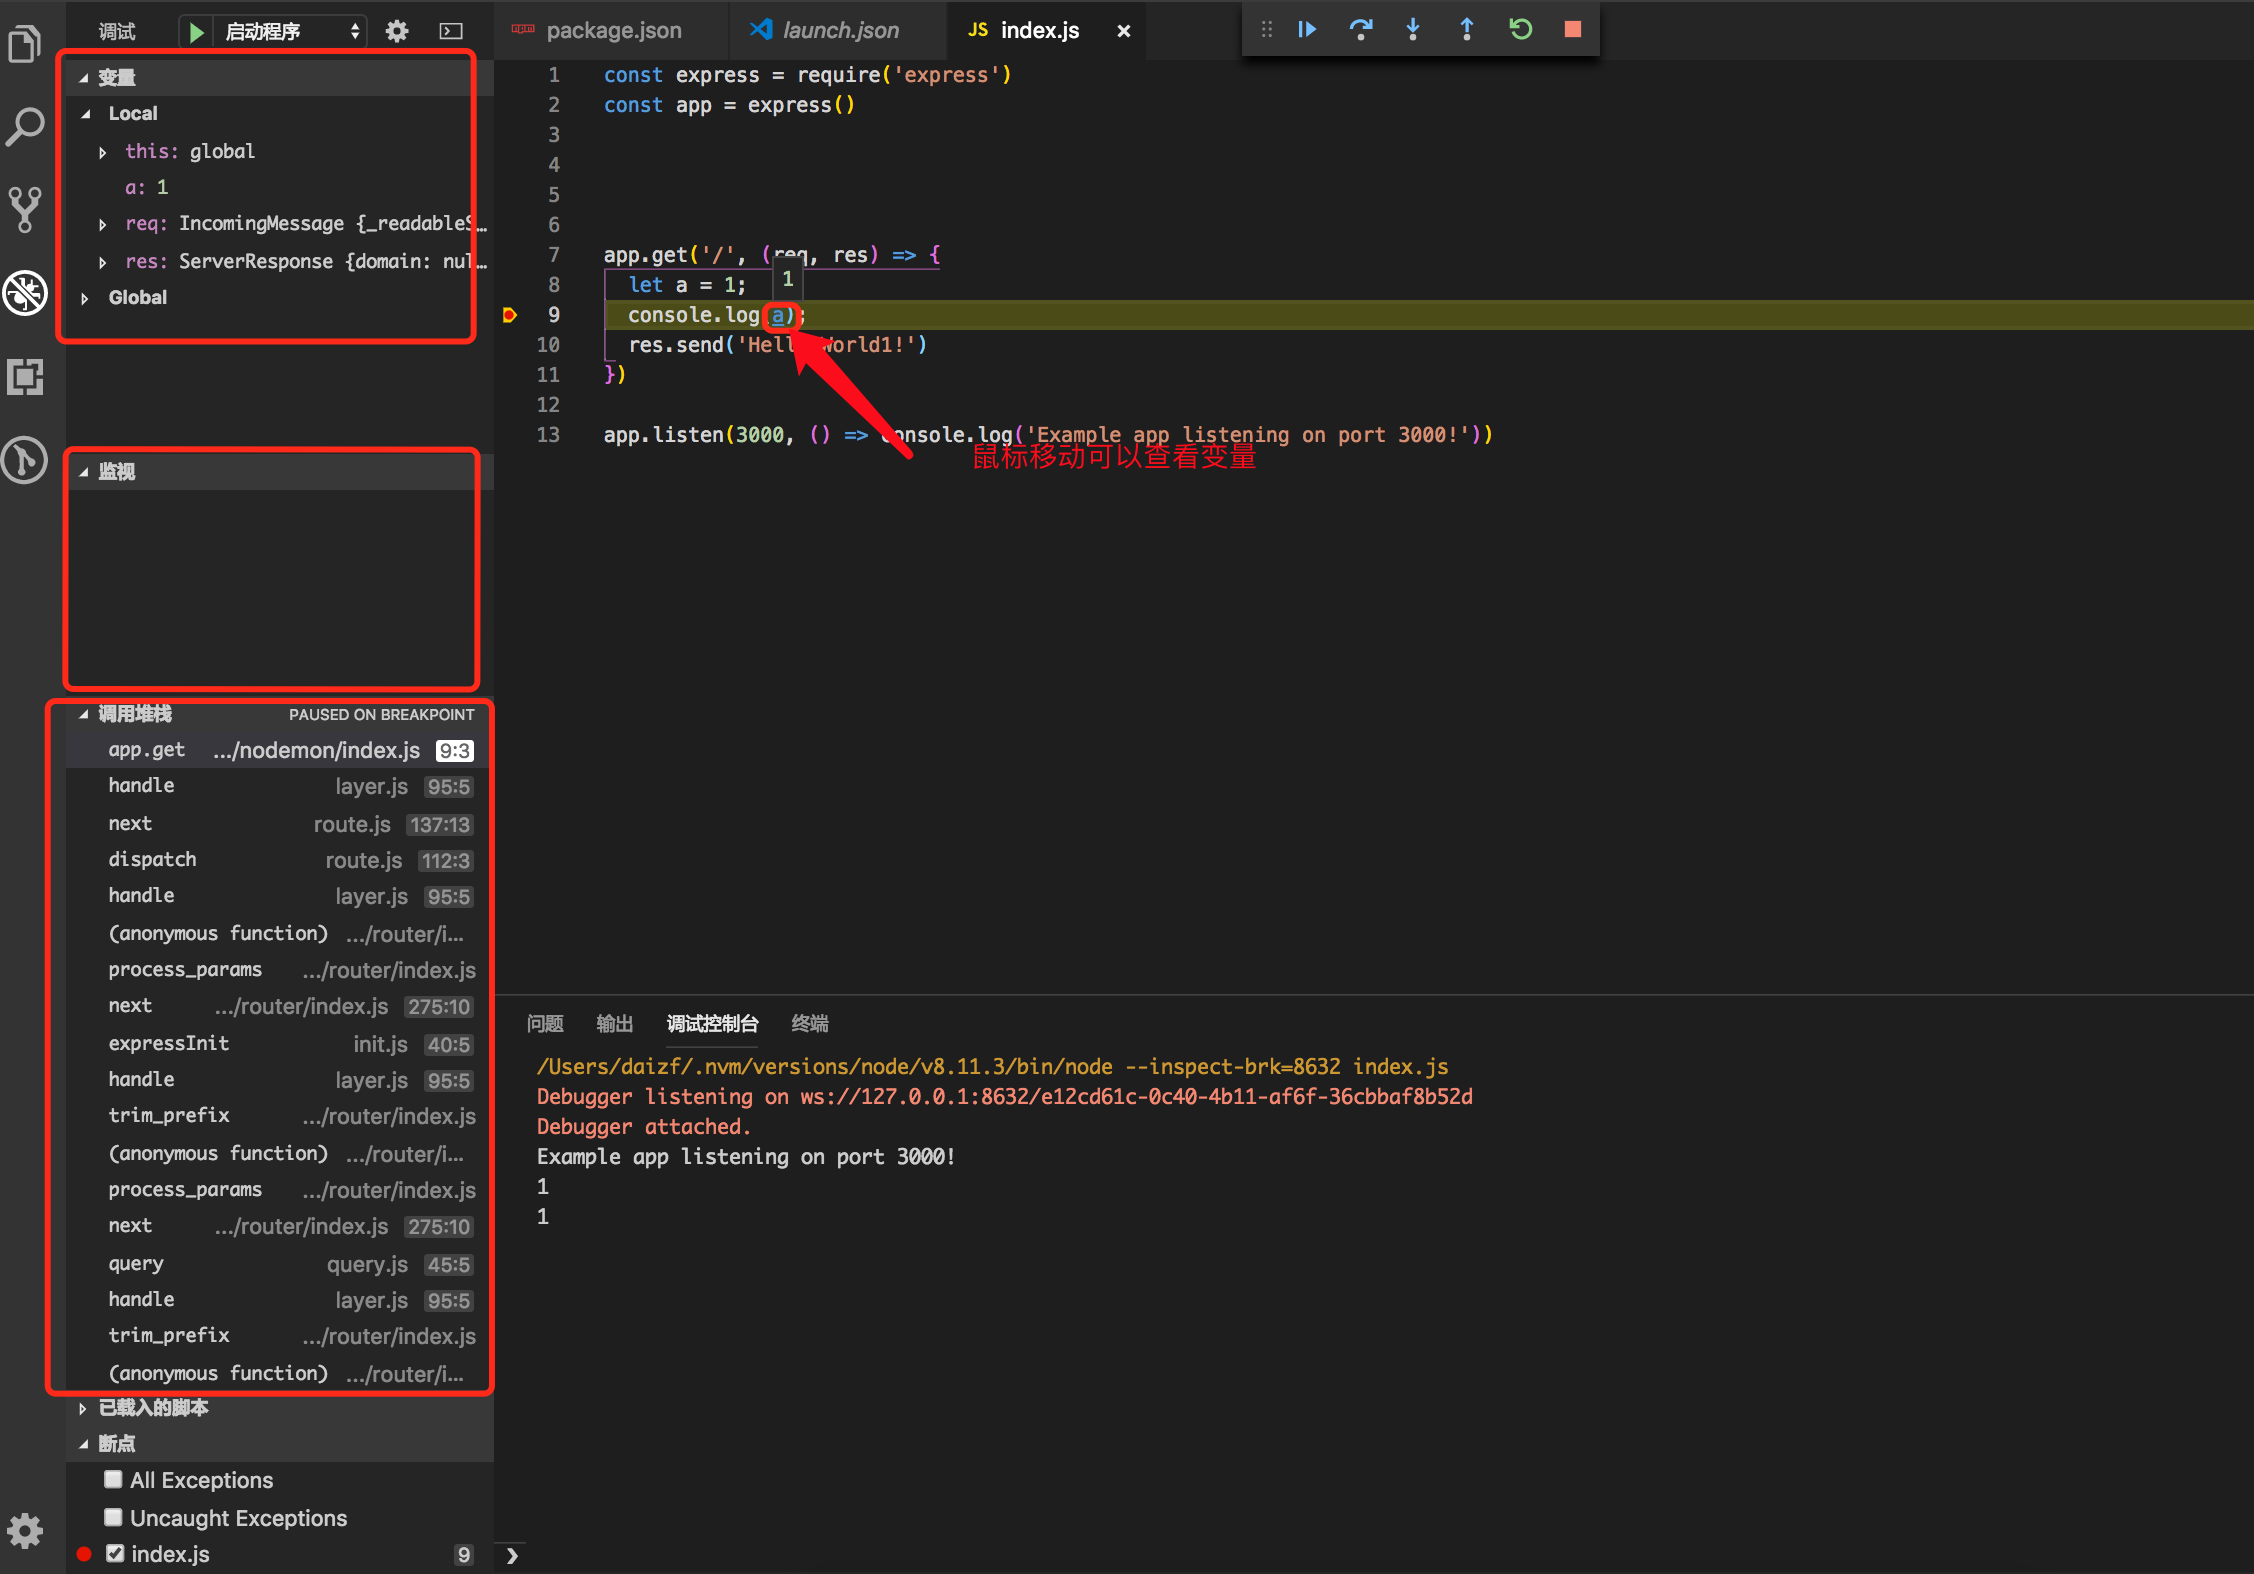 调试
启动程序
变量
Local
this: global
a: 1
req: IncomingMessage {_readableS…
res: ServerResponse {domain: nul…
Global
监视
调用堆栈 PAUSED ON BREAKPOINT
app.get .../nodemon/index.js 9:3
handle layer.js 95:5
next route.js 137:13
dispatch route.js 112:3
handle layer.js 95:5
(anonymous function) .../router/i...
process_params .../router/index.js
next .../router/index.js 275:10
expressInit init.js 40:5
handle layer.js 95:5
trim_prefix .../router/index.js
(anonymous function) .../router/i...
process_params .../router/index.js
next .../router/index.js 275:10
query query.js 45:5
handle layer.js 95:5
trim_prefix .../router/index.js
(anonymous function) .../router/i...
已载入的脚本
断点
All Exceptions
Uncaught Exceptions
index.js 9
package.json
launch.json
JS index.js ×
1 const express = require('express')
2 const app = express()
3
4
5
6
7 app.get('/', (req, res) => {
8 let a = 1;
1
9 console.log(a);
10 res.send('Hello World1!')
11 })
12
13 app.listen(3000, () => console.log('Example app listening on port 3000!'))
鼠标移动可以查看变量
问题 输出 调试控制台 终端
/Users/daizf/.nvm/versions/node/v8.11.3/bin/node --inspect-brk=8632 index.js
Debugger listening on ws://127.0.0.1:8632/e12cd61c-0c40-4b11-af6f-36cbbaf8b52d
Debugger attached.
Example app listening on port 3000!
1
1